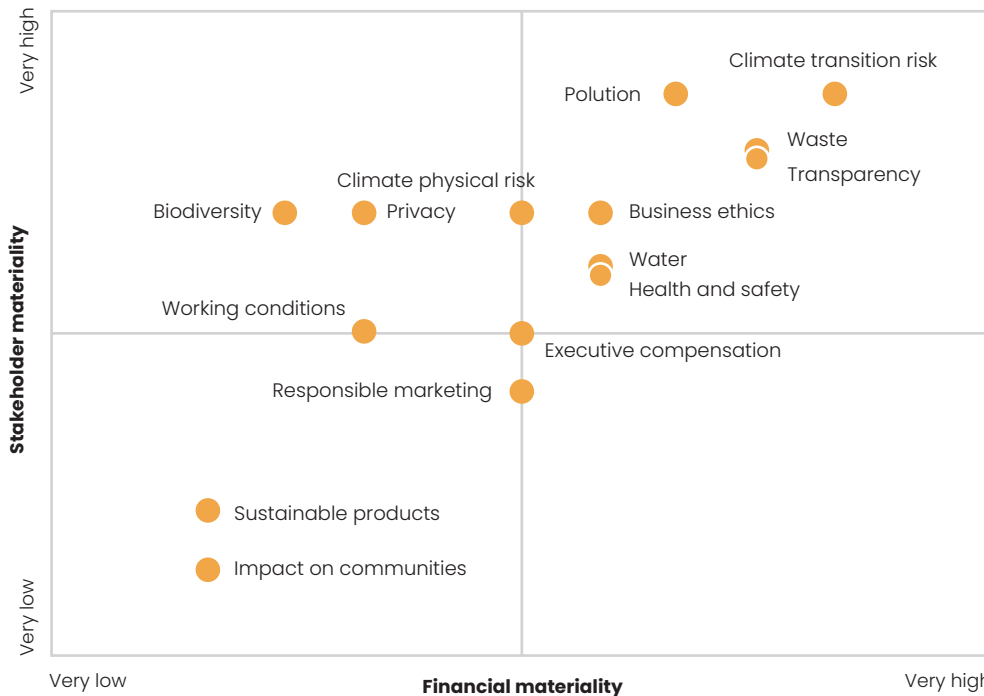 Very high
Climate transition risk
Polution
Waste
Transparency
Climate physical risk
Biodiversity
Privacy
Business ethics
Water
Health and safety
Working conditions
Executive compensation
Responsible marketing
Stakeholder materiality
Sustainable products
Impact on communities
Very low
Very low
Financial materiality
Very high